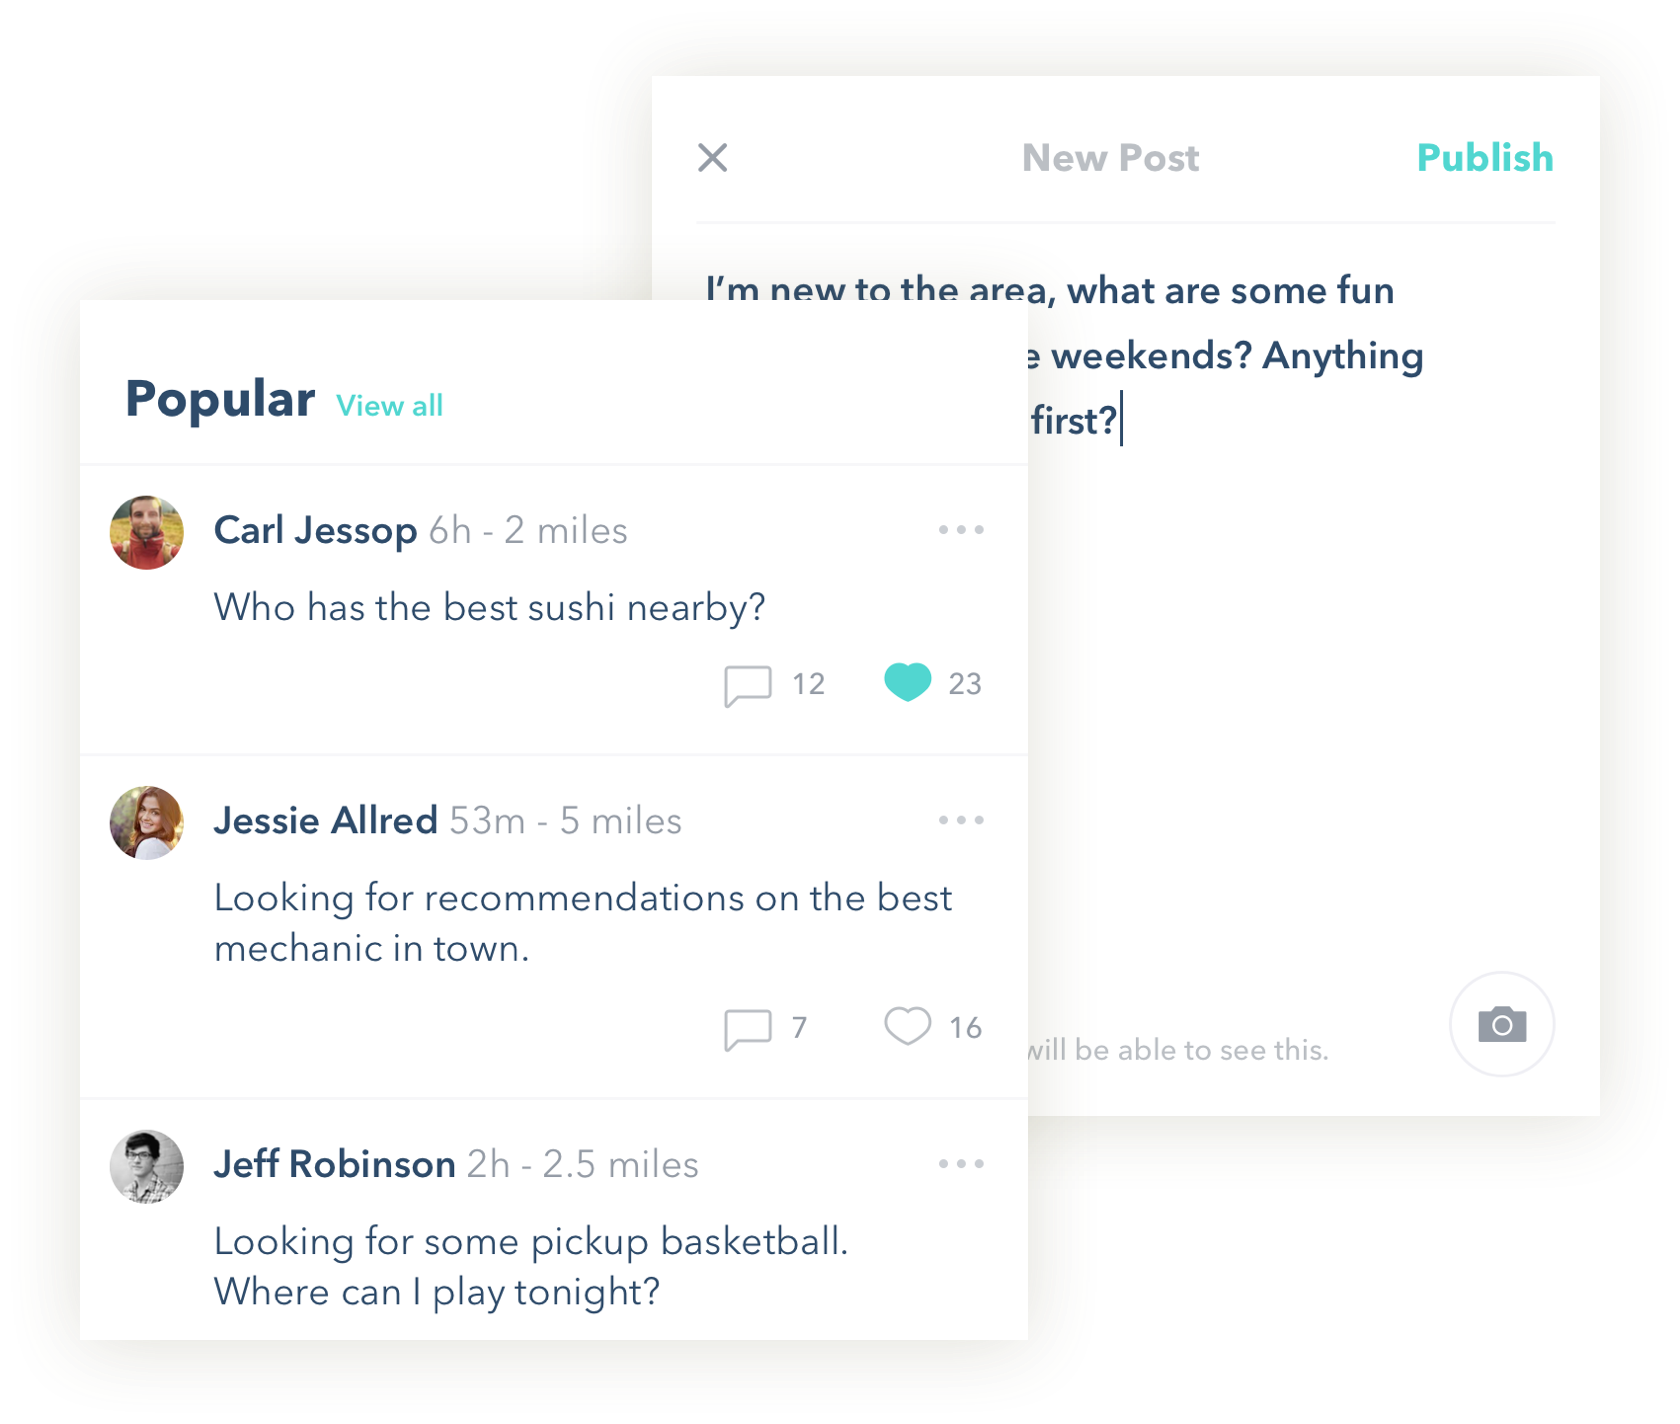 New Post Publish
I’m new to the area, what are some fun
weekends? Anything
first?
Popular View all
Carl Jessop 6h - 2 miles
Who has the best sushi nearby?
12 23
Jessie Allred 53m - 5 miles
Looking for recommendations on the best
mechanic in town.
7 16
will be able to see this.
Jeff Robinson 2h - 2.5 miles
Looking for some pickup basketball.
Where can I play tonight?